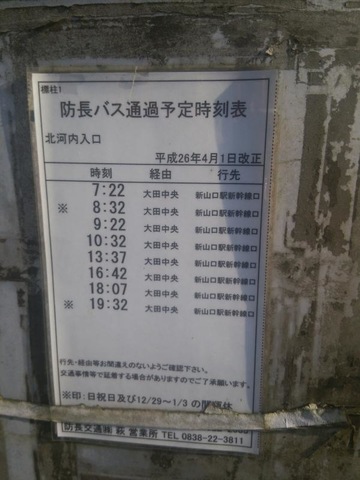 標柱1
防長バス通過予定時刻表
北河内入口
平成26年4月1日改正
時刻 経由 行先
7:22 大田中央 新山口駅新幹線口
※ 8:32 大田中央 新山口駅新幹線口
9:22 大田中央 新山口駅新幹線口
10:32 大田中央 新山口駅新幹線口
13:37 大田中央 新山口駅新幹線口
16:42 大田中央 新山口駅新幹線口
18:07 大田中央 新山口駅新幹線口
※ 19:32 大田中央 新山口駅新幹線口
行先・経由等お間違えのないようご確認下さい。
交通事情等で延着する場合がありますのでご了承願います。
※印:日祝日及び12/29～1/3 の
防長交通㈱ 萩 営業所 TEL 0838-22-3811